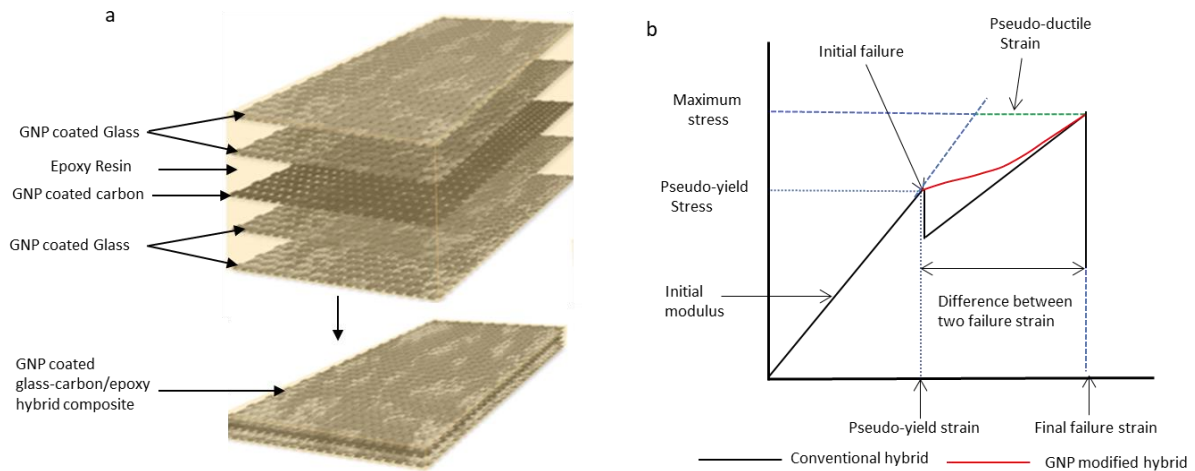 a
GNP coated Glass
Epoxy Resin
GNP coated carbon
GNP coated Glass
GNP coated
glass-carbon/epoxy
hybrid composite
b
Pseudo-ductile
Strain
Initial failure
Maximum
stress
Pseudo-yield
Stress
Initial
modulus
Difference between
two failure strain
Pseudo-yield strain
Final failure strain
Conventional hybrid
GNP modified hybrid